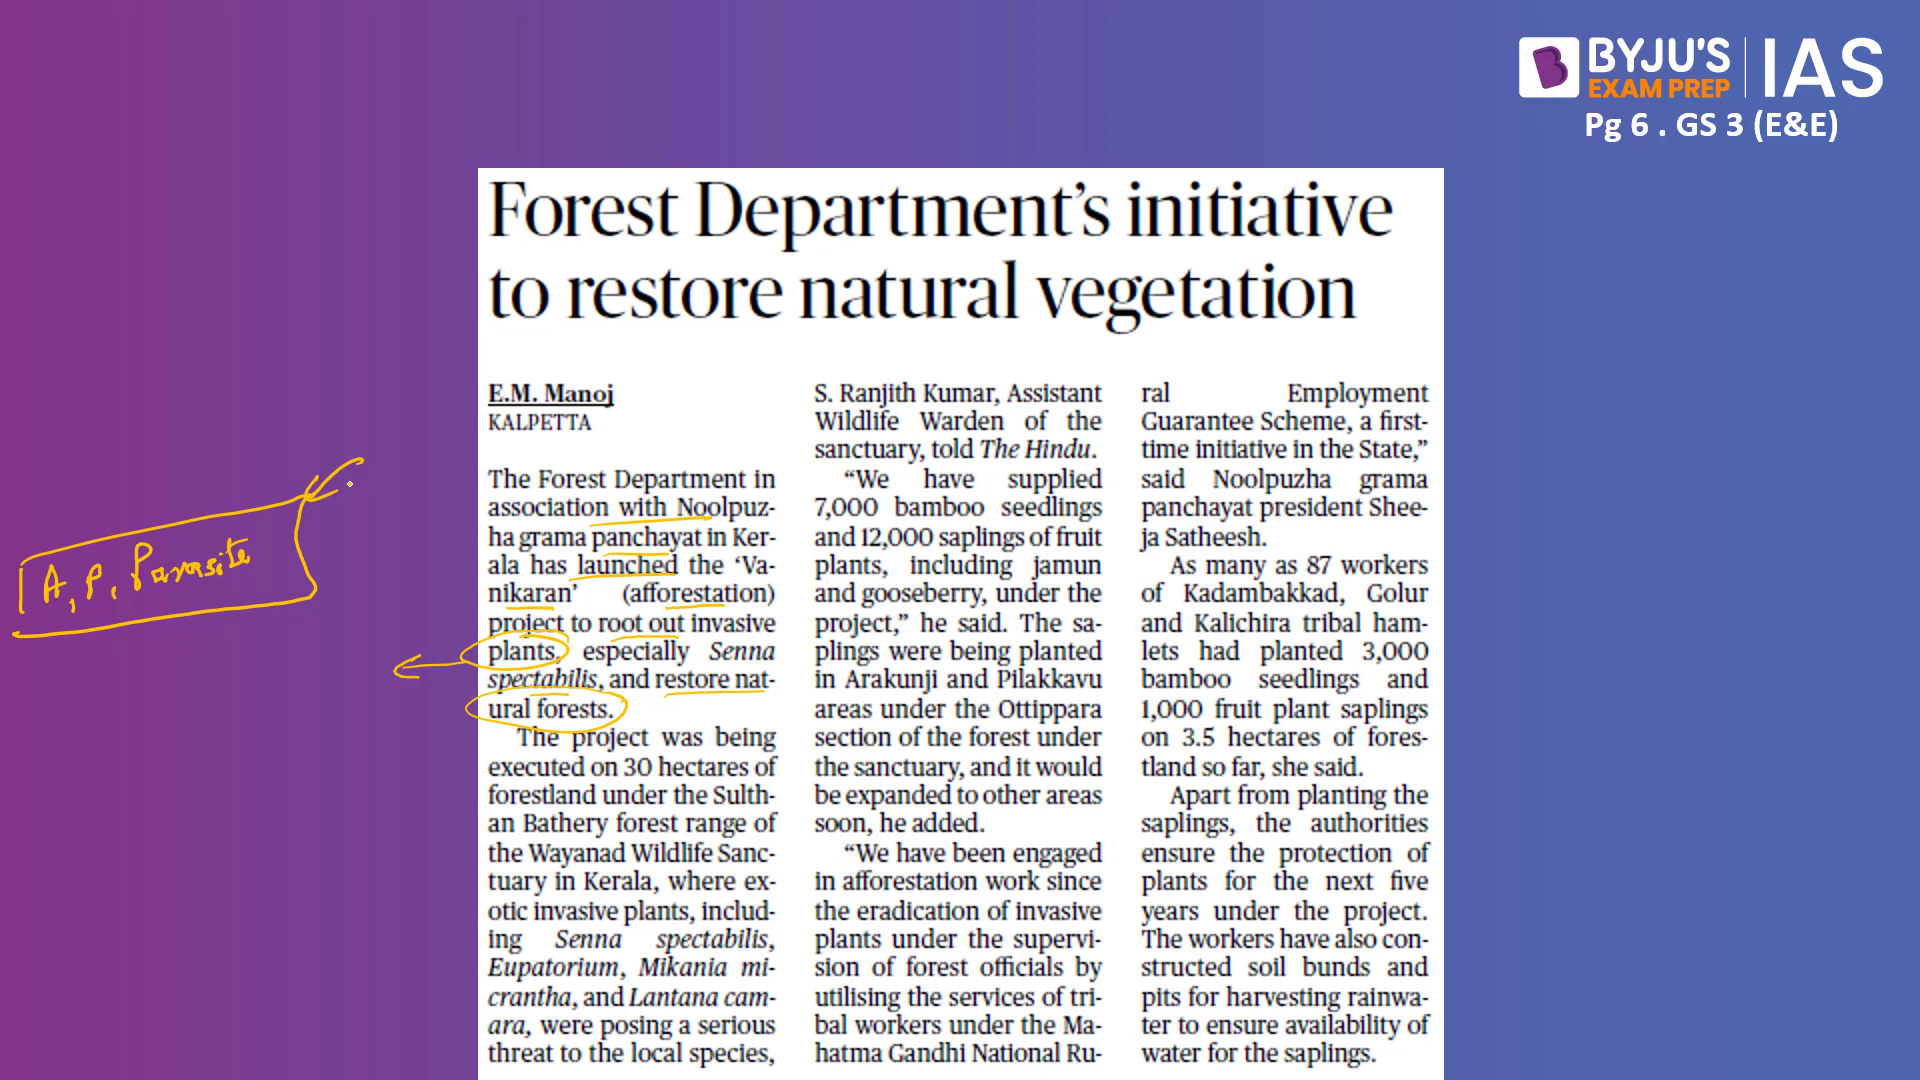 BYJU'S
EXAM PREP
IAS
Pg 6 . GS 3 (E&E)
Forest Department's initiative
to restore natural vegetation
E.M. Manoj
KALPETTA
The Forest Department in
association with Noolpuz-
ha grama panchayat in Ker-
ala has launched the ‘Va-
nikaran’ (afforestation)
project to root out invasive
plants, especially Senna
spectabilis, and restore nat-
ural forests.
The project was being
executed on 30 hectares of
forestland under the Sulth-
an Bathery forest range of
the Wayanad Wildlife Sanc-
tuary in Kerala, where ex-
otic invasive plants, includ-
ing Senna spectabilis,
Eupatorium, Mikania mi-
crantha, and Lantana cam-
ara, were posing a serious
threat to the local species,
S. Ranjith Kumar, Assistant
Wildlife Warden of the
sanctuary, told The Hindu.
“We have supplied
7,000 bamboo seedlings
and 12,000 saplings of fruit
plants, including jamun
and gooseberry, under the
project,” he said. The sa-
plings were being planted
in Arakunji and Pilakkavu
areas under the Ottippara
section of the forest under
the sanctuary, and it would
be expanded to other areas
soon, he added.
“We have been engaged
in afforestation work since
the eradication of invasive
plants under the supervi-
sion of forest officials by
utilising the services of tri-
bal workers under the Ma-
hatma Gandhi National Ru-
ral Employment
Guarantee Scheme, a first-
time initiative in the State,”
said Noolpuzha grama
panchayat president Shee-
ja Satheesh.
As many as 87 workers
of Kadambakkad, Golur
and Kalichira tribal ham-
lets had planted 3,000
bamboo seedlings and
1,000 fruit plant saplings
on 3.5 hectares of fores-
tland so far, she said.
Apart from planting the
saplings, the authorities
ensure the protection of
plants for the next five
years under the project.
The workers have also con-
structed soil bunds and
pits for harvesting rainwa-
ter to ensure availability of
water for the saplings.
A, P, Parasite